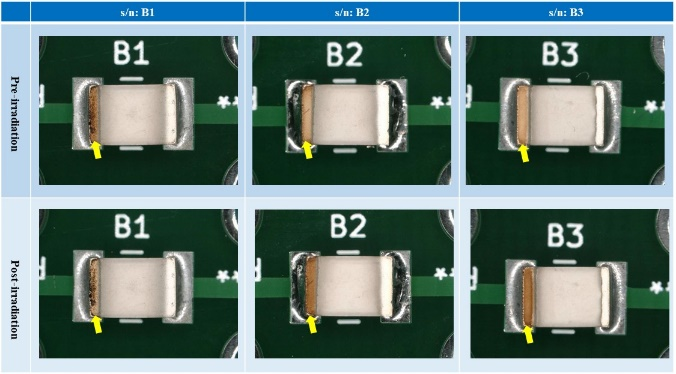 s/n: B1
s/n: B2
s/n: B3
Pre-irradiation
B1
B2
B3
Post-irradiation
B1
B2
B3